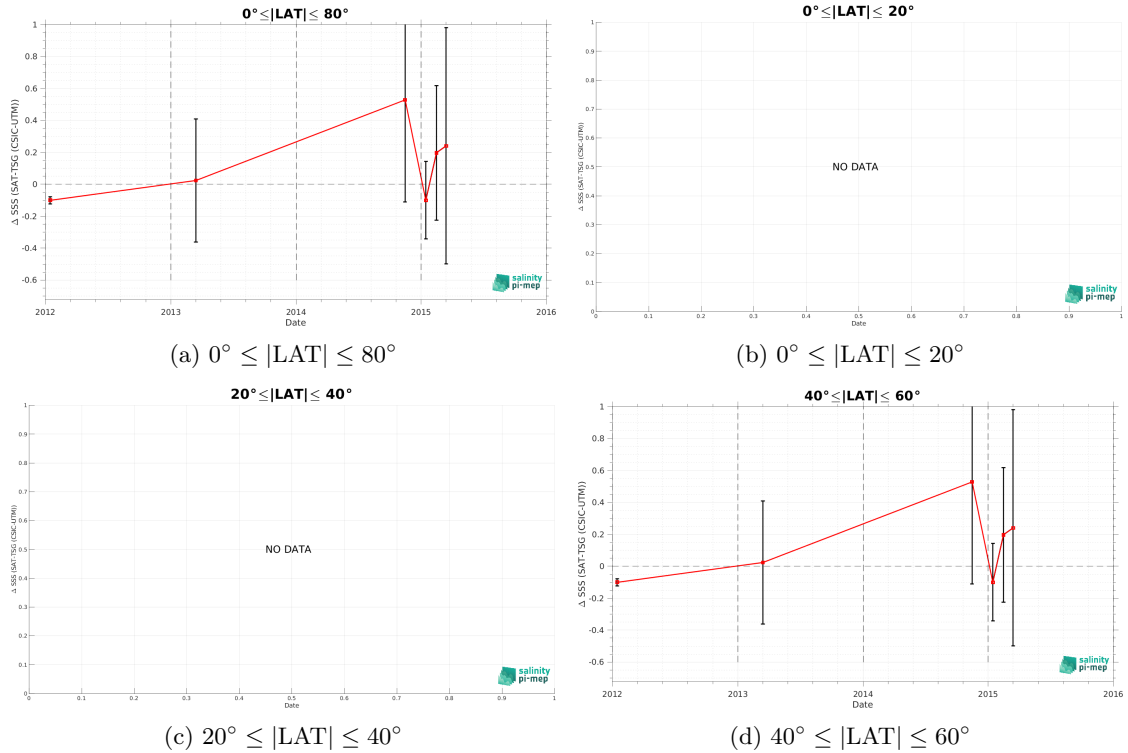 0°≤|LAT|≤ 80°
Δ SSS (SAT-TSG (CSIC-UTM))
1
0.8
0.6
0.4
0.2
0
-0.2
-0.4
-0.6
salinity
pi-mep
2012 2013 2014 2015 2016
Date
(a) 0° ≤ |LAT| ≤ 80°
0°≤|LAT|≤ 20°
Δ SSS (SAT-TSG (CSIC-UTM))
1
0.9
0.8
0.7
0.6
0.5
0.4
0.3
0.2
0.1
0
NO DATA
salinity
pi-mep
0 0.1 0.2 0.3 0.4 0.5 0.6 0.7 0.8 0.9 1
Date
(b) 0° ≤ |LAT| ≤ 20°
20°≤|LAT|≤ 40°
Δ SSS (SAT-TSG (CSIC-UTM))
1
0.9
0.8
0.7
0.6
0.5
0.4
0.3
0.2
0.1
0
NO DATA
salinity
pi-mep
0 0.1 0.2 0.3 0.4 0.5 0.6 0.7 0.8 0.9 1
Date
(c) 20° ≤ |LAT| ≤ 40°
40°≤|LAT|≤ 60°
Δ SSS (SAT-TSG (CSIC-UTM))
1
0.8
0.6
0.4
0.2
0
-0.2
-0.4
-0.6
salinity
pi-mep
2012 2013 2014 2015 2016
Date
(d) 40° ≤ |LAT| ≤ 60°